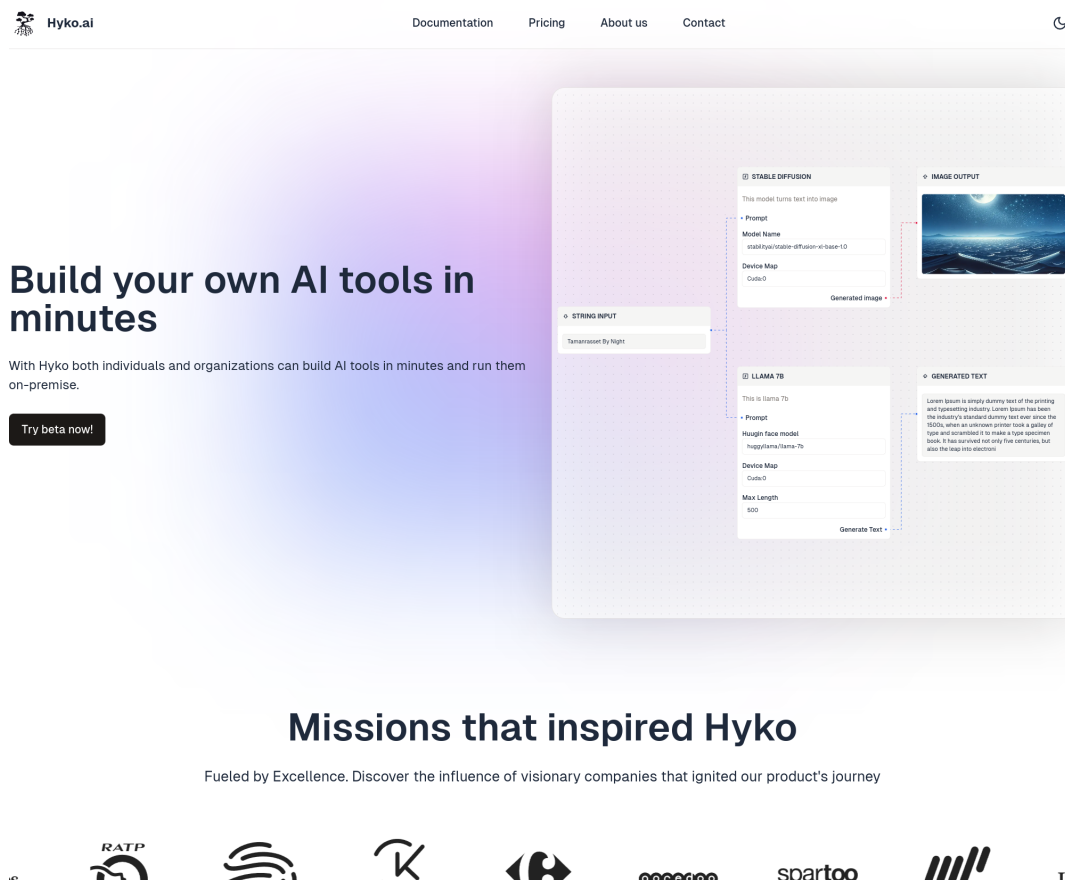 Hyko.ai
Documentation
Pricing
About us
Contact
Build your own AI tools in
minutes
With Hyko both individuals and organizations can build AI tools in minutes and run them
on-premise.
Try beta now!
STRING INPUT
Tamanrasset By Night
STABLE DIFFUSION
This model turns text into image
Prompt
Model Name
stabilityai/stable-diffusion-xl-base-1.0
Device Map
Cuda:0
Generated image
IMAGE OUTPUT
LLAMA 7B
This is llama 7b
Prompt
Huugin face model
huggyllama/llama-7b
Device Map
Cuda:0
Max Length
500
Generate Text
GENERATED TEXT
Lorem Ipsum is simply dummy text of the printing
and typesetting industry. Lorem Ipsum has been
the industry's standard dummy text ever since the
1500s, when an unknown printer took a galley of
type and scrambled it to make a type specimen
book. It has survived not only five centuries, but
also the leap into electroni
Missions that inspired Hyko
Fueled by Excellence. Discover the influence of visionary companies that ignited our product's journey
RATP
K
ooredoo
spartoo